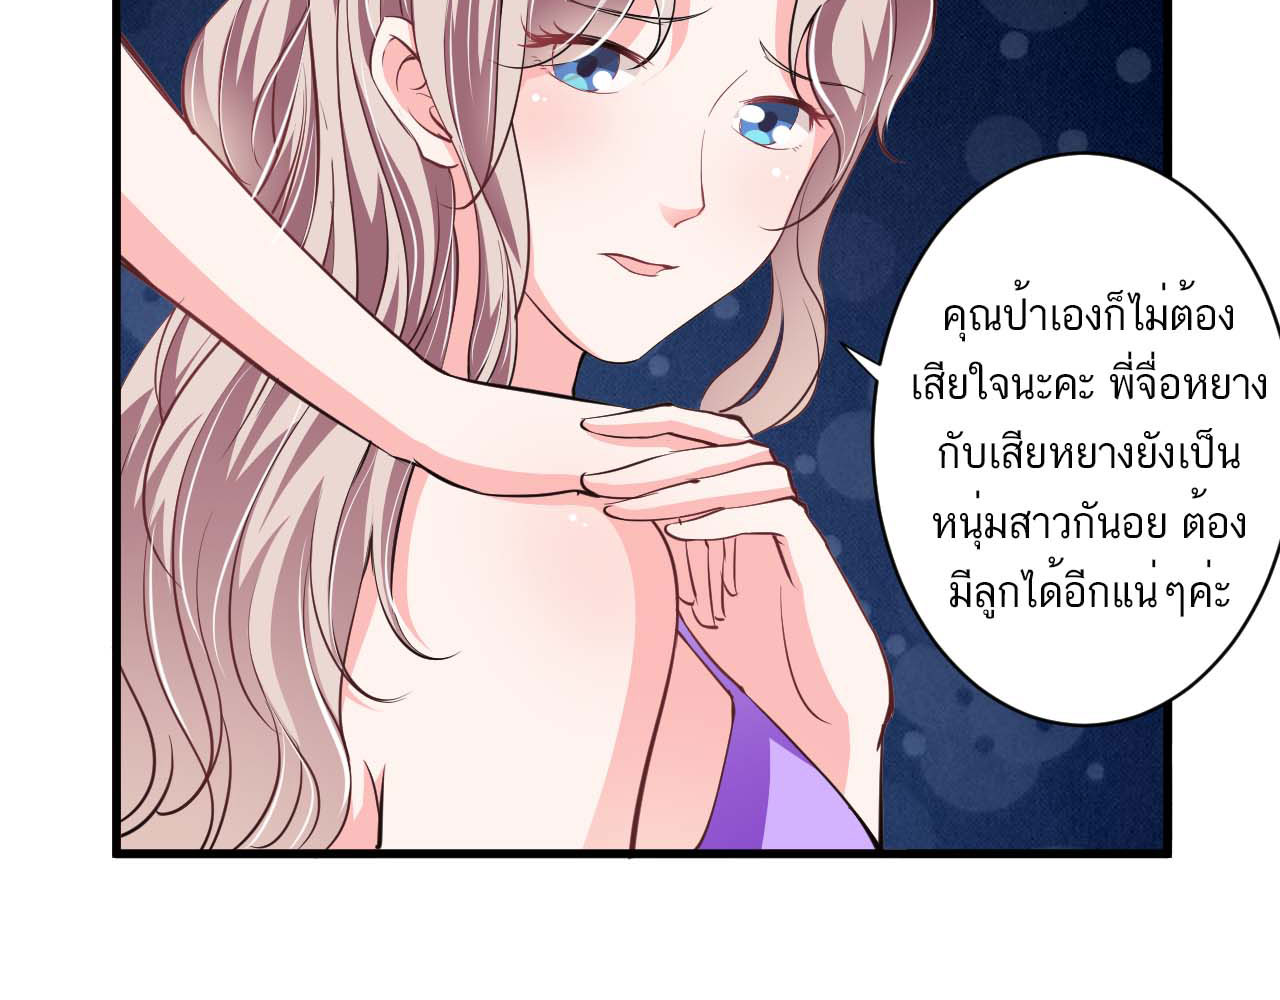 คุณป้าเองก็ไม่ต้อง
เสียใจนะคะ พี่จื่อหยาง
กับเสียหยางยังเป็น
หนุ่มสาวกันอย ต้อง
มีลูกได้อีกแน่ๆค่ะ